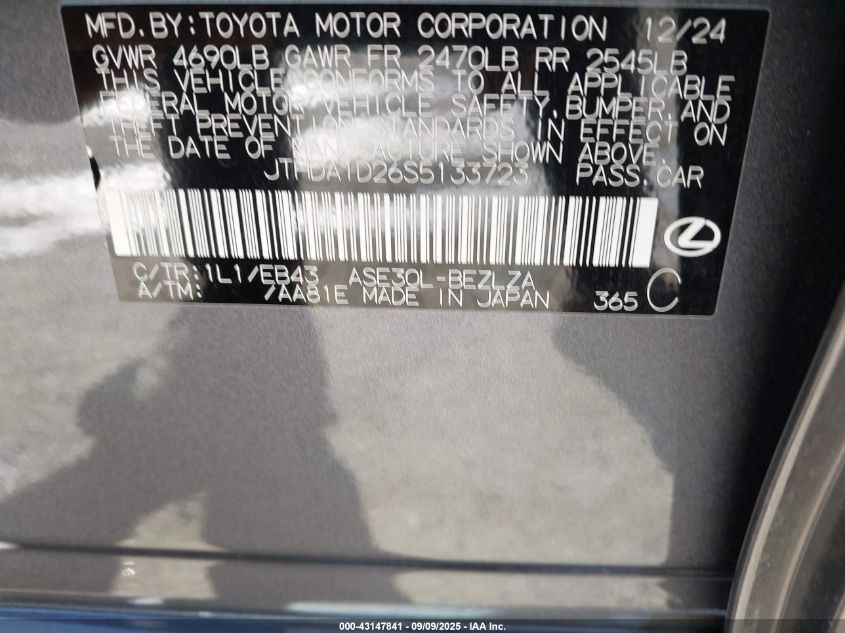 MFD.BY:TOYOTA MOTOR CORPORATION 12/24
GVWR 4690LB GAWR FR 2470LB RR 2545LB
THIS VEHICLE CONFORMS TO ALL APPLICABLE
FEDERAL MOTOR VEHICLE SAFETY,BUMPER,AND
THEFT PREVENTION STANDARDS IN EFFECT ON
THE DATE OF MANUFACTURE SHOWN ABOVE.
JTHDA1D26S5133723 PASS.CAR
C/TR:1L1/EB43 ASE30L-BEZLZA
A/TM: /AA81E MADE IN JAPAN 365 C
000-43147841 - 09/09/2025 - IAA Inc.